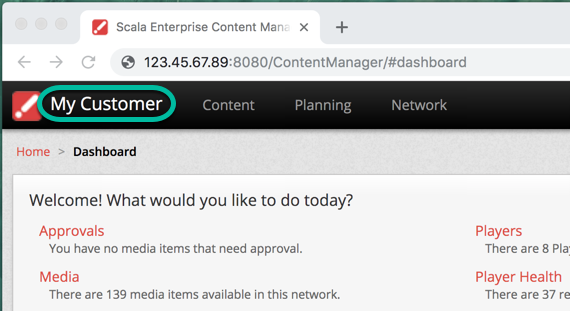 Scala Enterprise Content Mana
123.45.67.89:8080/ContentManager/#dashboard
My Customer Content Planning Network
Home > Dashboard
Welcome! What would you like to do today?
Approvals
You have no media items that need approval.
Media
There are 139 media items available in this network.
Players
There are 8 Pla
Player Health
There are 37 re